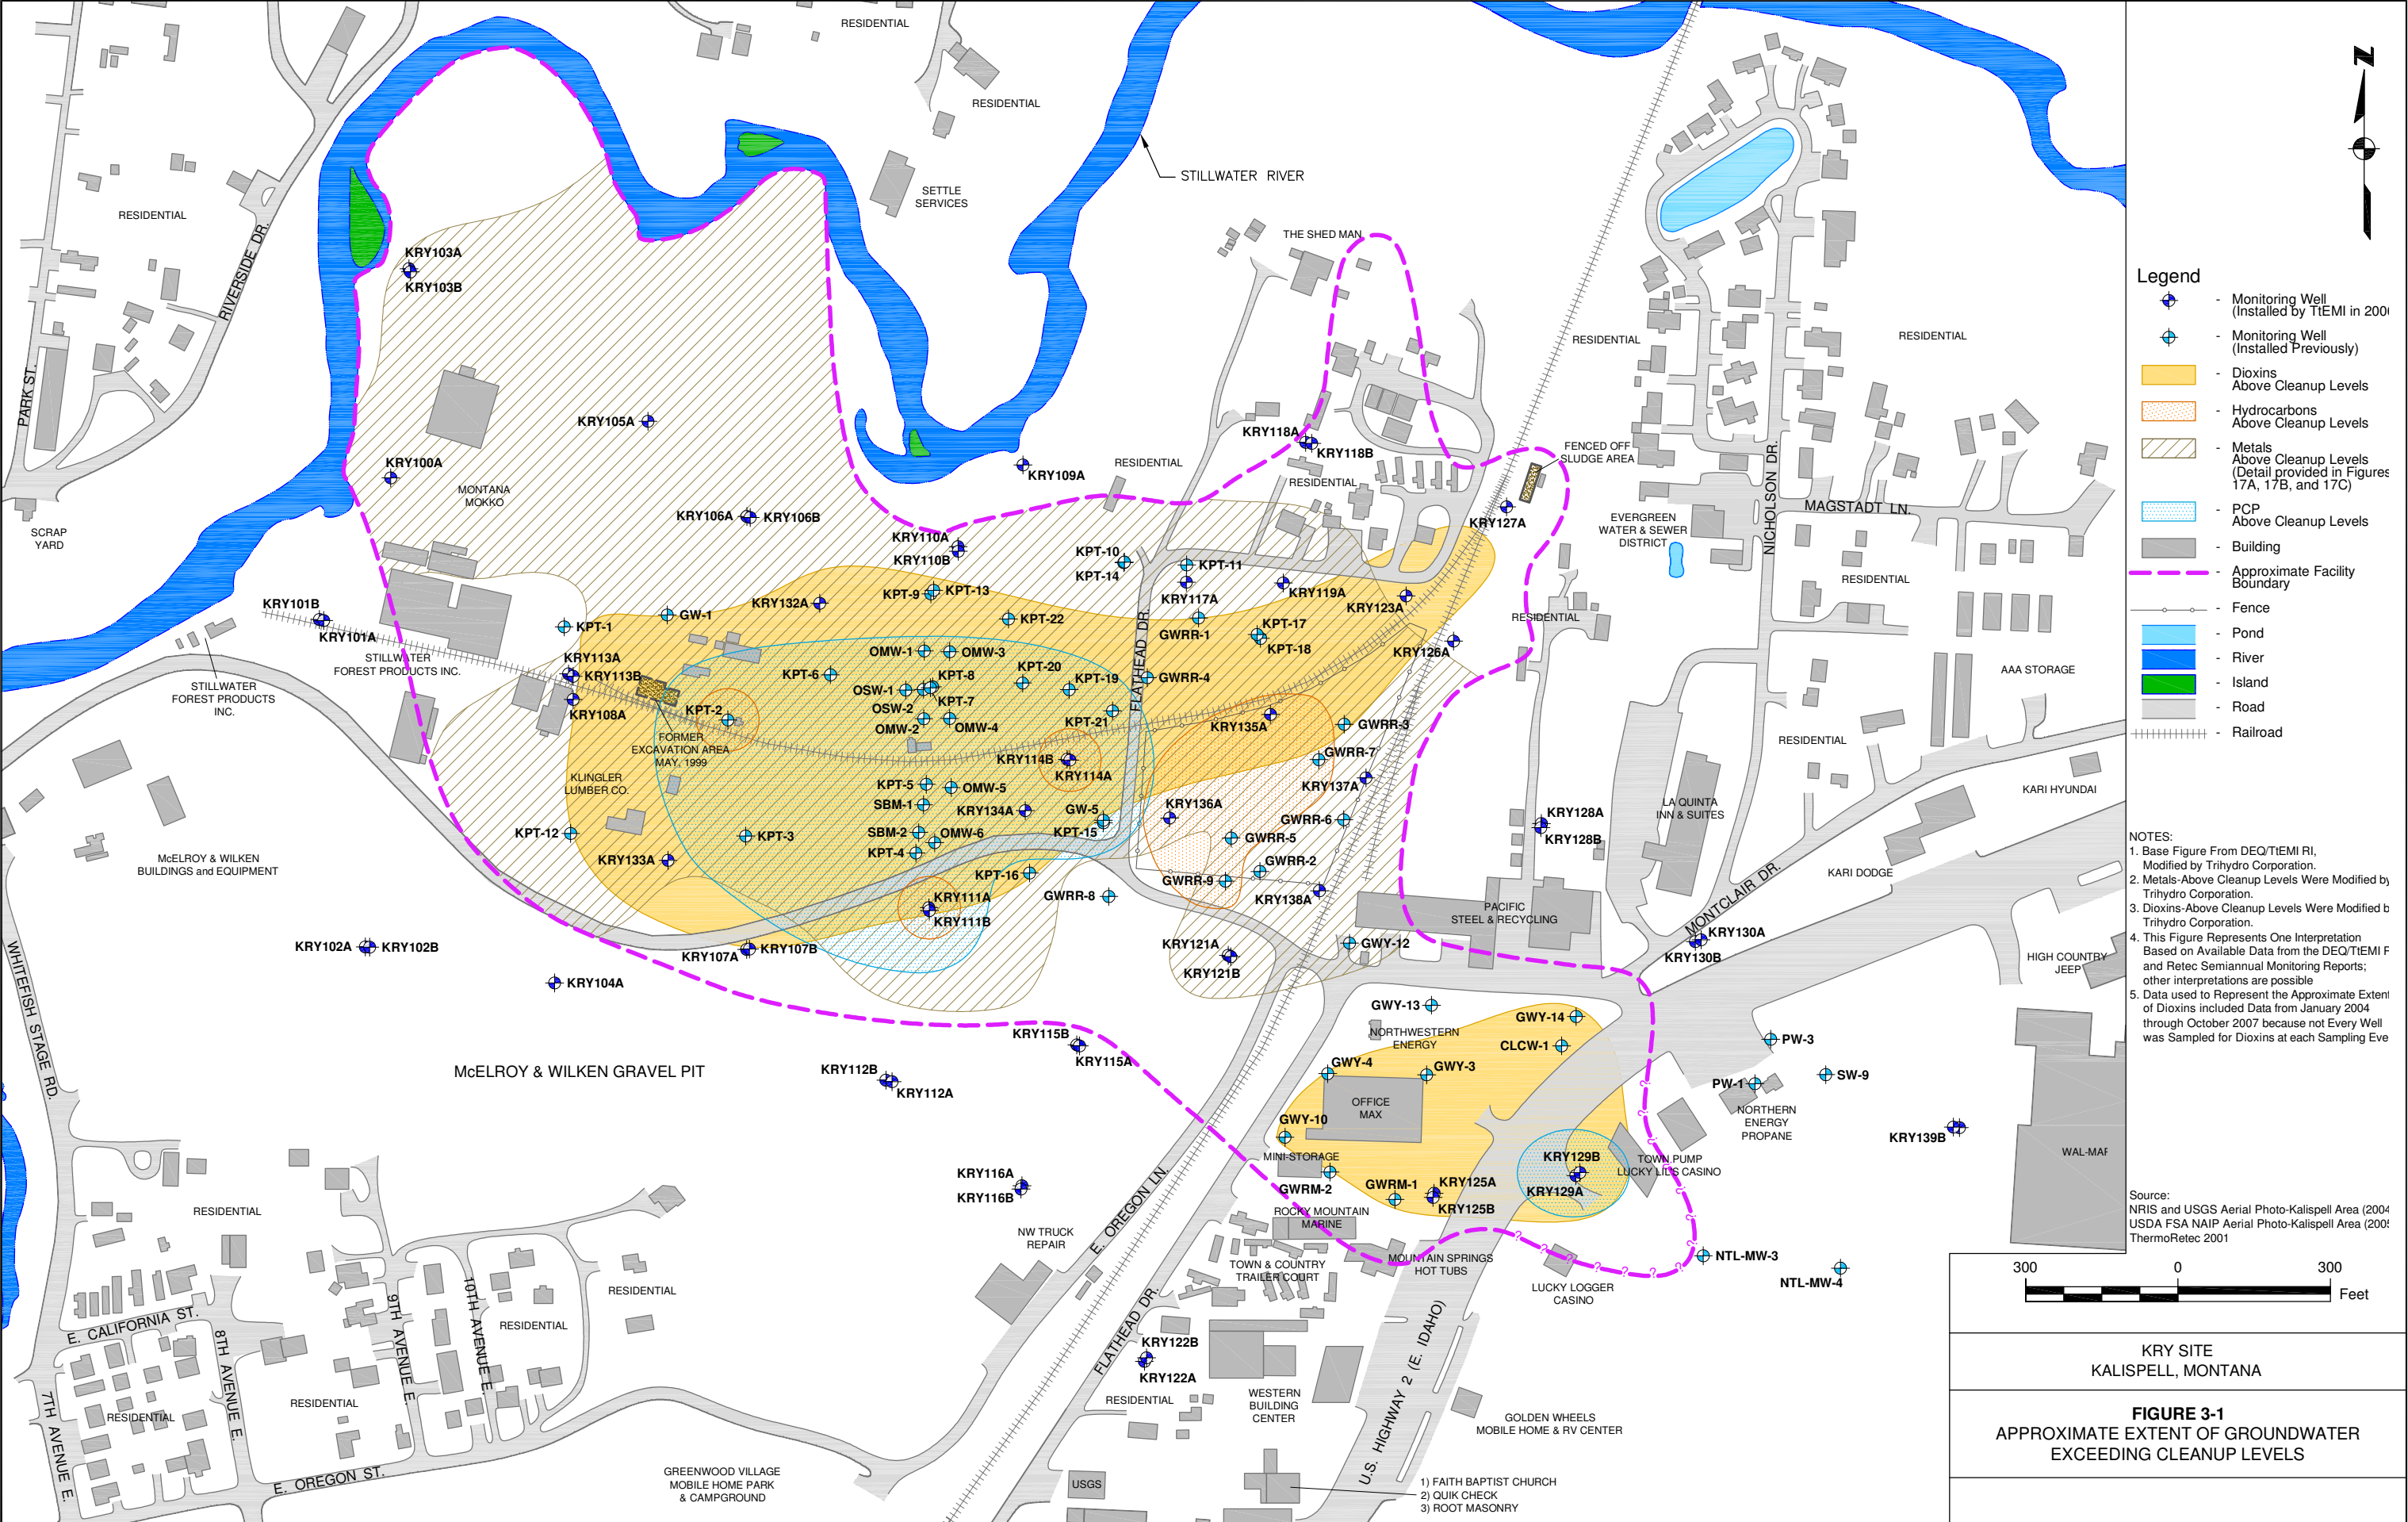 RESIDENTIAL
RESIDENTIAL
STILLWATER RIVER
SETTLE
SERVICES
RESIDENTIAL
RIVERSIDE DR.
PARK ST.
THE SHED MAN
KRY103A
KRY103B
RESIDENTIAL
RESIDENTIAL
KRY105A
KRY100A
MONTANA
MOKKO
SCRAP
YARD
KRY106A
KRY106B
KRY109A
RESIDENTIAL
KRY118A
KRY118B
RESIDENTIAL
FENCED OFF
SLUDGE AREA
KRY127A
EVERGREEN
WATER & SEWER
DISTRICT
NICHOLSON DR.
MAGSTADT LN.
RESIDENTIAL
KRY110A
KRY110B
KPT-10
KPT-14
KPT-11
KRY117A
KRY119A
KRY123A
RESIDENTIAL
KRY101B
KRY101A
STILLWATER
FOREST PRODUCTS INC.
STILLWATER
FOREST PRODUCTS
INC.
KPT-1
GW-1
KRY132A
KPT-9
KPT-13
KPT-22
FLATHEAD DR.
GWRR-1
KPT-17
KPT-18
KRY126A
KRY113A
KRY113B
KRY108A
KPT-6
OMW-1
OMW-3
KPT-8
KPT-20
KPT-19
GWRR-4
OSW-1
KPT-7
OSW-2
OMW-2
OMW-4
KPT-21
KPT-2
FORMER
EXCAVATION AREA
MAY, 1999
KRY135A
GWRR-3
GWRR-7
KRY137A
AAA STORAGE
RESIDENTIAL
KARI HYUNDAI
KLINGLER
LUMBER CO.
KRY114B
KRY114A
KPT-5
OMW-5
SBM-1
KRY134A
GW-5
KPT-15
KRY136A
GWRR-6
GWRR-5
KRY128A
KRY128B
LA QUINTA
INN & SUITES
KPT-12
KPT-3
SBM-2
OMW-6
KPT-4
KRY133A
KPT-16
GWRR-2
GWRR-9
GWRR-8
KRY138A
McELROY & WILKEN
BUILDINGS and EQUIPMENT
KARI DODGE
MONTCLAIR DR.
PACIFIC
STEEL & RECYCLING
KRY111A
KRY111B
KRY102A
KRY102B
KRY107A
KRY107B
KRY104A
KRY121A
KRY121B
GWY-12
KRY130A
KRY130B
HIGH COUNTRY
JEEP
WHITEFISH STAGE RD.
GWY-13
NORTHWESTERN
ENERGY
GWY-14
CLCW-1
PW-3
SW-9
PW-1
NORTHERN
ENERGY
PROPANE
KRY139B
WAL-MAR
McELROY & WILKEN GRAVEL PIT
KRY115B
KRY115A
KRY112B
KRY112A
GWY-4
GWY-3
OFFICE
MAX
GWY-10
MINI-STORAGE
GWRM-2
GWRM-1
KRY125A
KRY125B
KRY129B
KRY129A
TOWN PUMP
LUCKY LIL'S CASINO
KRY116A
KRY116B
E. OREGON LN.
ROCKY MOUNTAIN
MARINE
NW TRUCK
REPAIR
TOWN & COUNTRY
TRAILER COURT
MOUNTAIN SPRINGS
HOT TUBS
LUCKY LOGGER
CASINO
NTL-MW-3
NTL-MW-4
RESIDENTIAL
RESIDENTIAL
RESIDENTIAL
E. CALIFORNIA ST.
8TH AVENUE E.
9TH AVENUE E.
10TH AVENUE E.
7TH AVENUE E.
RESIDENTIAL
RESIDENTIAL
E. OREGON ST.
FLATHEAD DR.
KRY122B
KRY122A
RESIDENTIAL
WESTERN
BUILDING
CENTER
U.S. HIGHWAY 2 (E. IDAHO)
GOLDEN WHEELS
MOBILE HOME & RV CENTER
GREENWOOD VILLAGE
MOBILE HOME PARK
& CAMPGROUND
USGS
1) FAITH BAPTIST CHURCH
2) QUIK CHECK
3) ROOT MASONRY
N
Legend
- Monitoring Well
(Installed by TtEMI in 200
- Monitoring Well
(Installed Previously)
- Dioxins
Above Cleanup Levels
- Hydrocarbons
Above Cleanup Levels
- Metals
Above Cleanup Levels
(Detail provided in Figures
17A, 17B, and 17C)
- PCP
Above Cleanup Levels
- Building
- Approximate Facility
Boundary
- Fence
- Pond
- River
- Island
- Road
- Railroad
NOTES:
1. Base Figure From DEQ/TtEMI RI,
Modified by Trihydro Corporation.
2. Metals-Above Cleanup Levels Were Modified by
Trihydro Corporation.
3. Dioxins-Above Cleanup Levels Were Modified b
Trihydro Corporation.
4. This Figure Represents One Interpretation
Based on Available Data from the DEQ/TtEMI R
and Retec Semiannual Monitoring Reports;
other interpretations are possible
5. Data used to Represent the Approximate Extent
of Dioxins included Data from January 2004
through October 2007 because not Every Well
was Sampled for Dioxins at each Sampling Eve
Source:
NRIS and USGS Aerial Photo-Kalispell Area (2004
USDA FSA NAIP Aerial Photo-Kalispell Area (2005
ThermoRetec 2001
300 0 300
Feet
KRY SITE
KALISPELL, MONTANA
FIGURE 3-1
APPROXIMATE EXTENT OF GROUNDWATER
EXCEEDING CLEANUP LEVELS